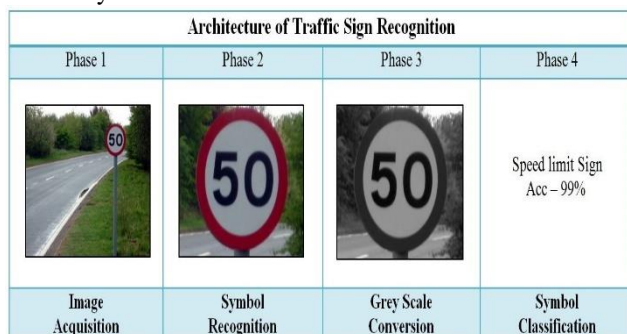 Architecture of Traffic Sign Recognition
Phase 1 Phase 2 Phase 3 Phase 4
50
50
50
Speed limit Sign
Acc – 99%
Image Symbol Grey Scale Symbol
Acquisition Recognition Conversion Classification